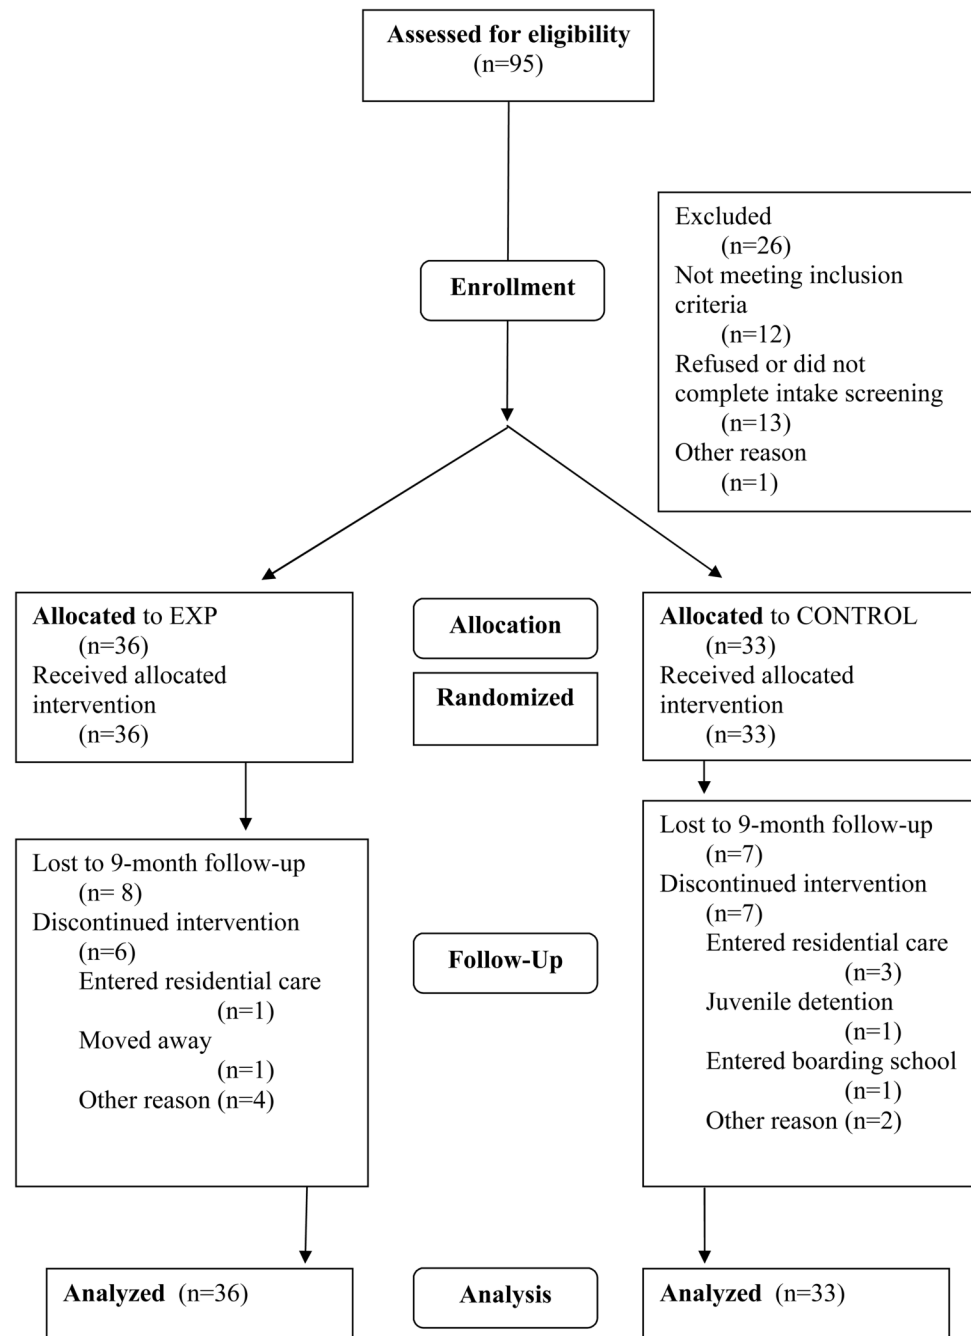 Assessed for eligibility
(n=95)
Excluded
(n=26)
Not meeting inclusion
criteria
(n=12)
Refused or did not
complete intake screening
(n=13)
Other reason
(n=1)
Enrollment
Allocated to EXP
(n=36)
Received allocated
intervention
(n=36)
Allocation
Randomized
Allocated to CONTROL
(n=33)
Received allocated
intervention
(n=33)
Lost to 9-month follow-up
(n= 8)
Discontinued intervention
(n=6)
Entered residential care
(n=1)
Moved away
(n=1)
Other reason (n=4)
Follow-Up
Lost to 9-month follow-up
(n=7)
Discontinued intervention
(n=7)
Entered residential care
(n=3)
Juvenile detention
(n=1)
Entered boarding school
(n=1)
Other reason (n=2)
Analyzed (n=36)
Analysis
Analyzed (n=33)